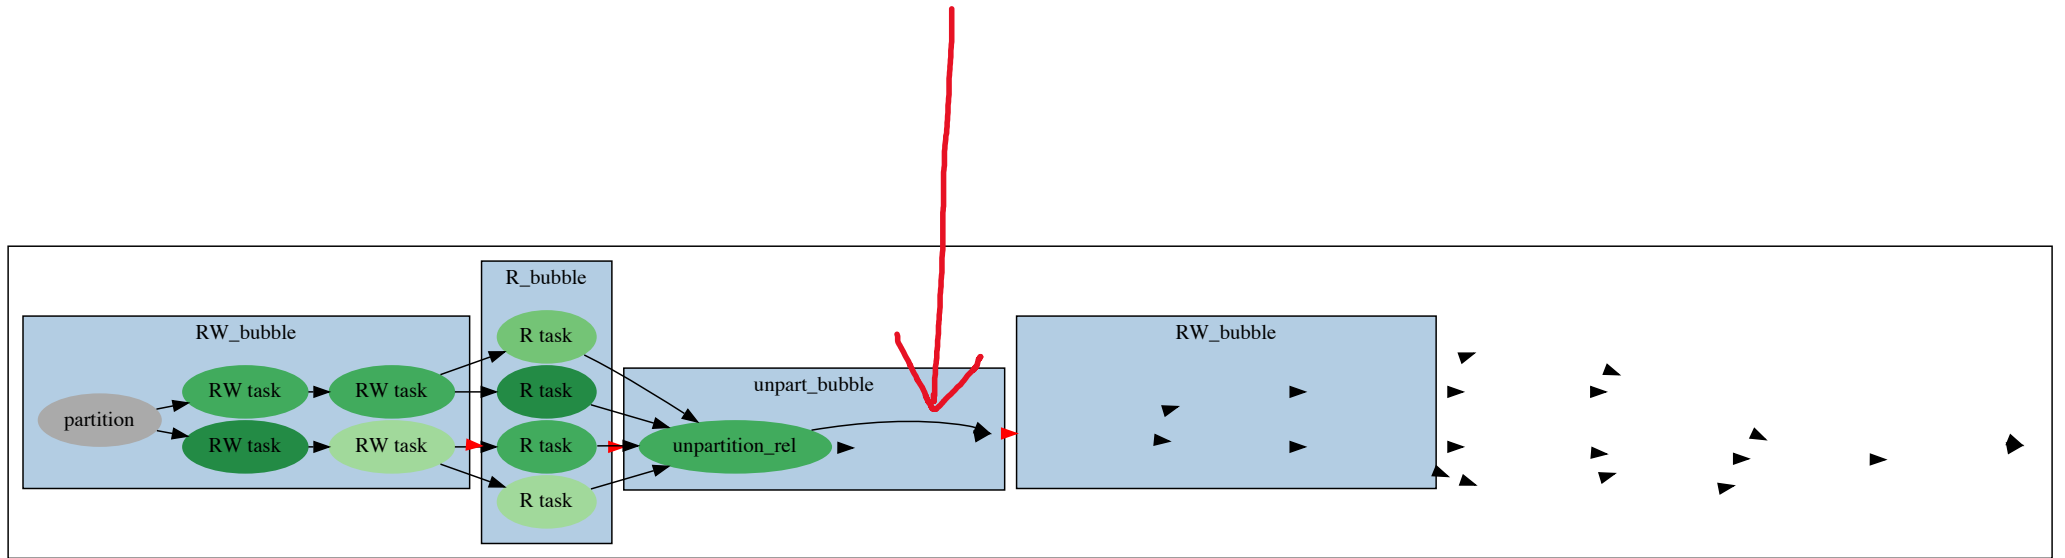 RW_bubble
partition
RW task
RW task
RW task
RW task
R_bubble
R task
R task
R task
R task
unpart_bubble
unpartition_rel
RW_bubble